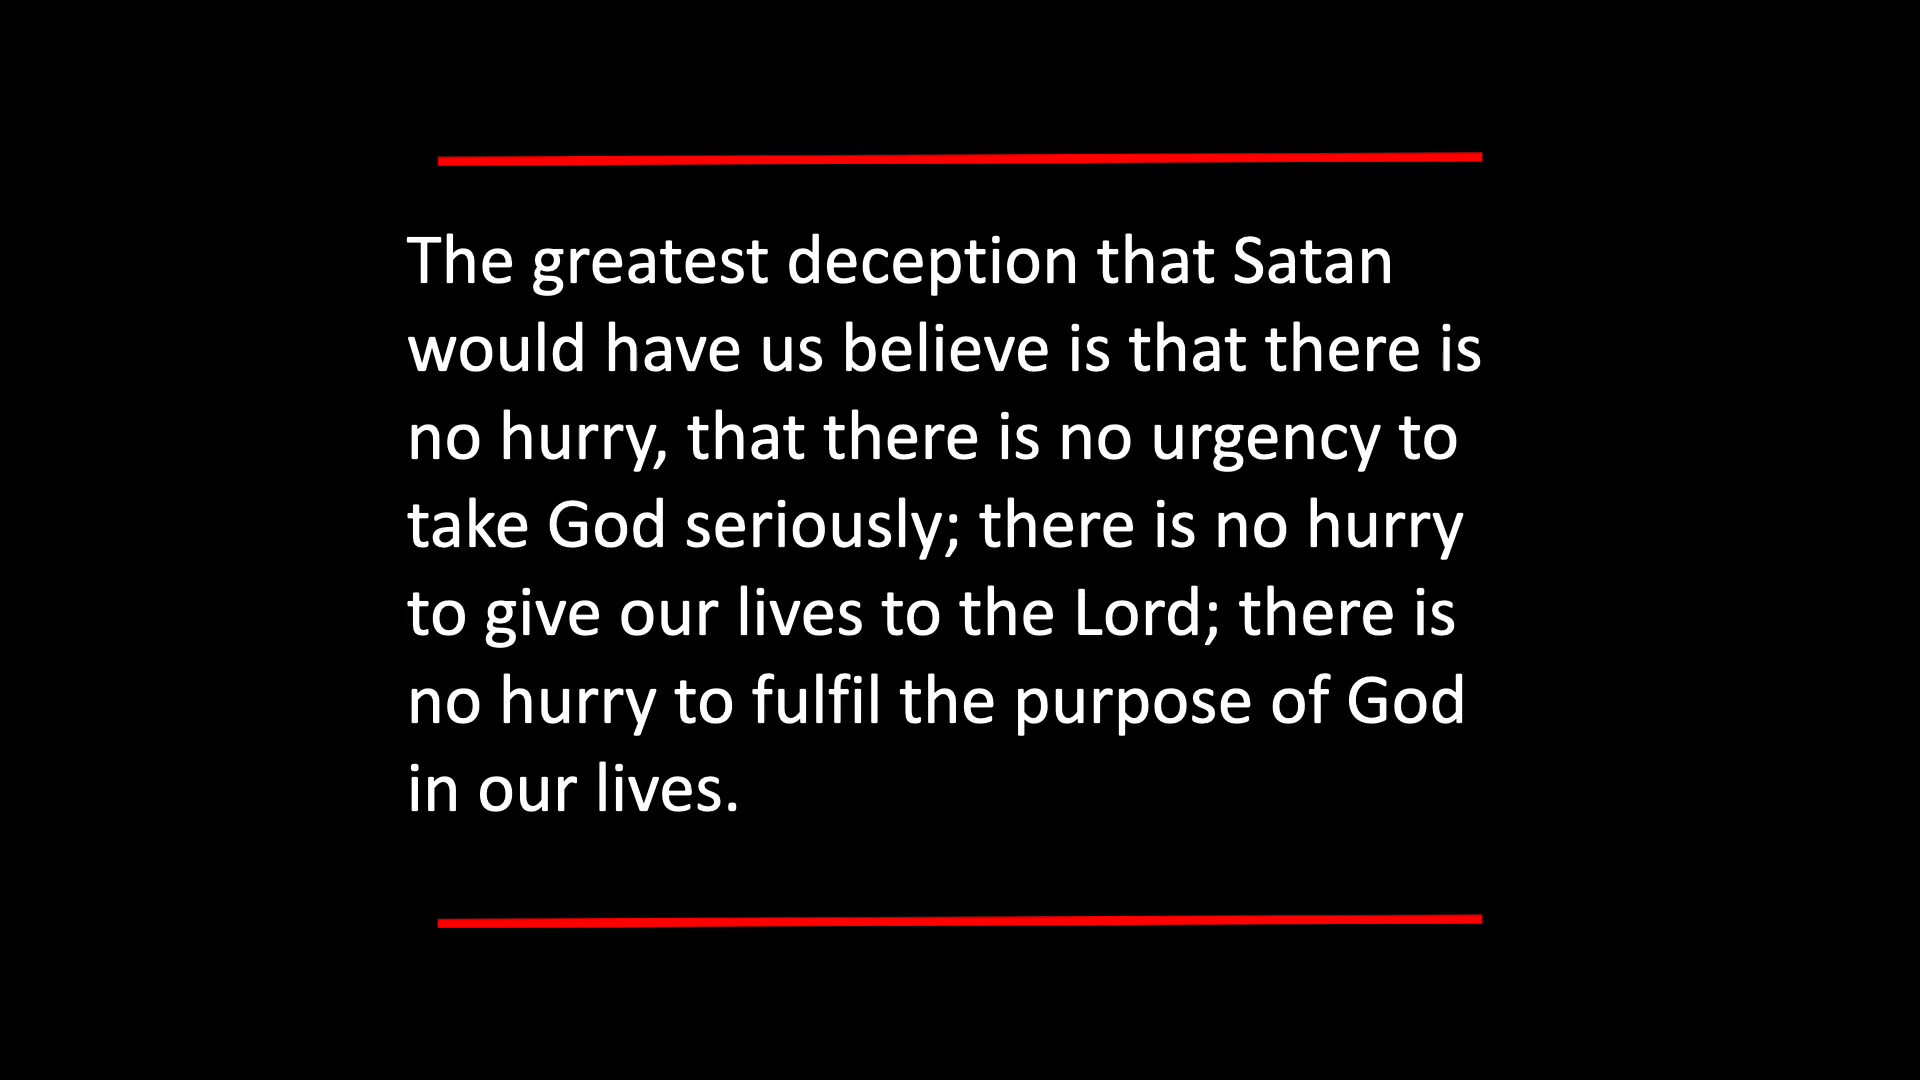 The greatest deception that Satan
would have us believe is that there is
no hurry, that there is no urgency to
take God seriously; there is no hurry
to give our lives to the Lord; there is
no hurry to fulfil the purpose of God
in our lives.